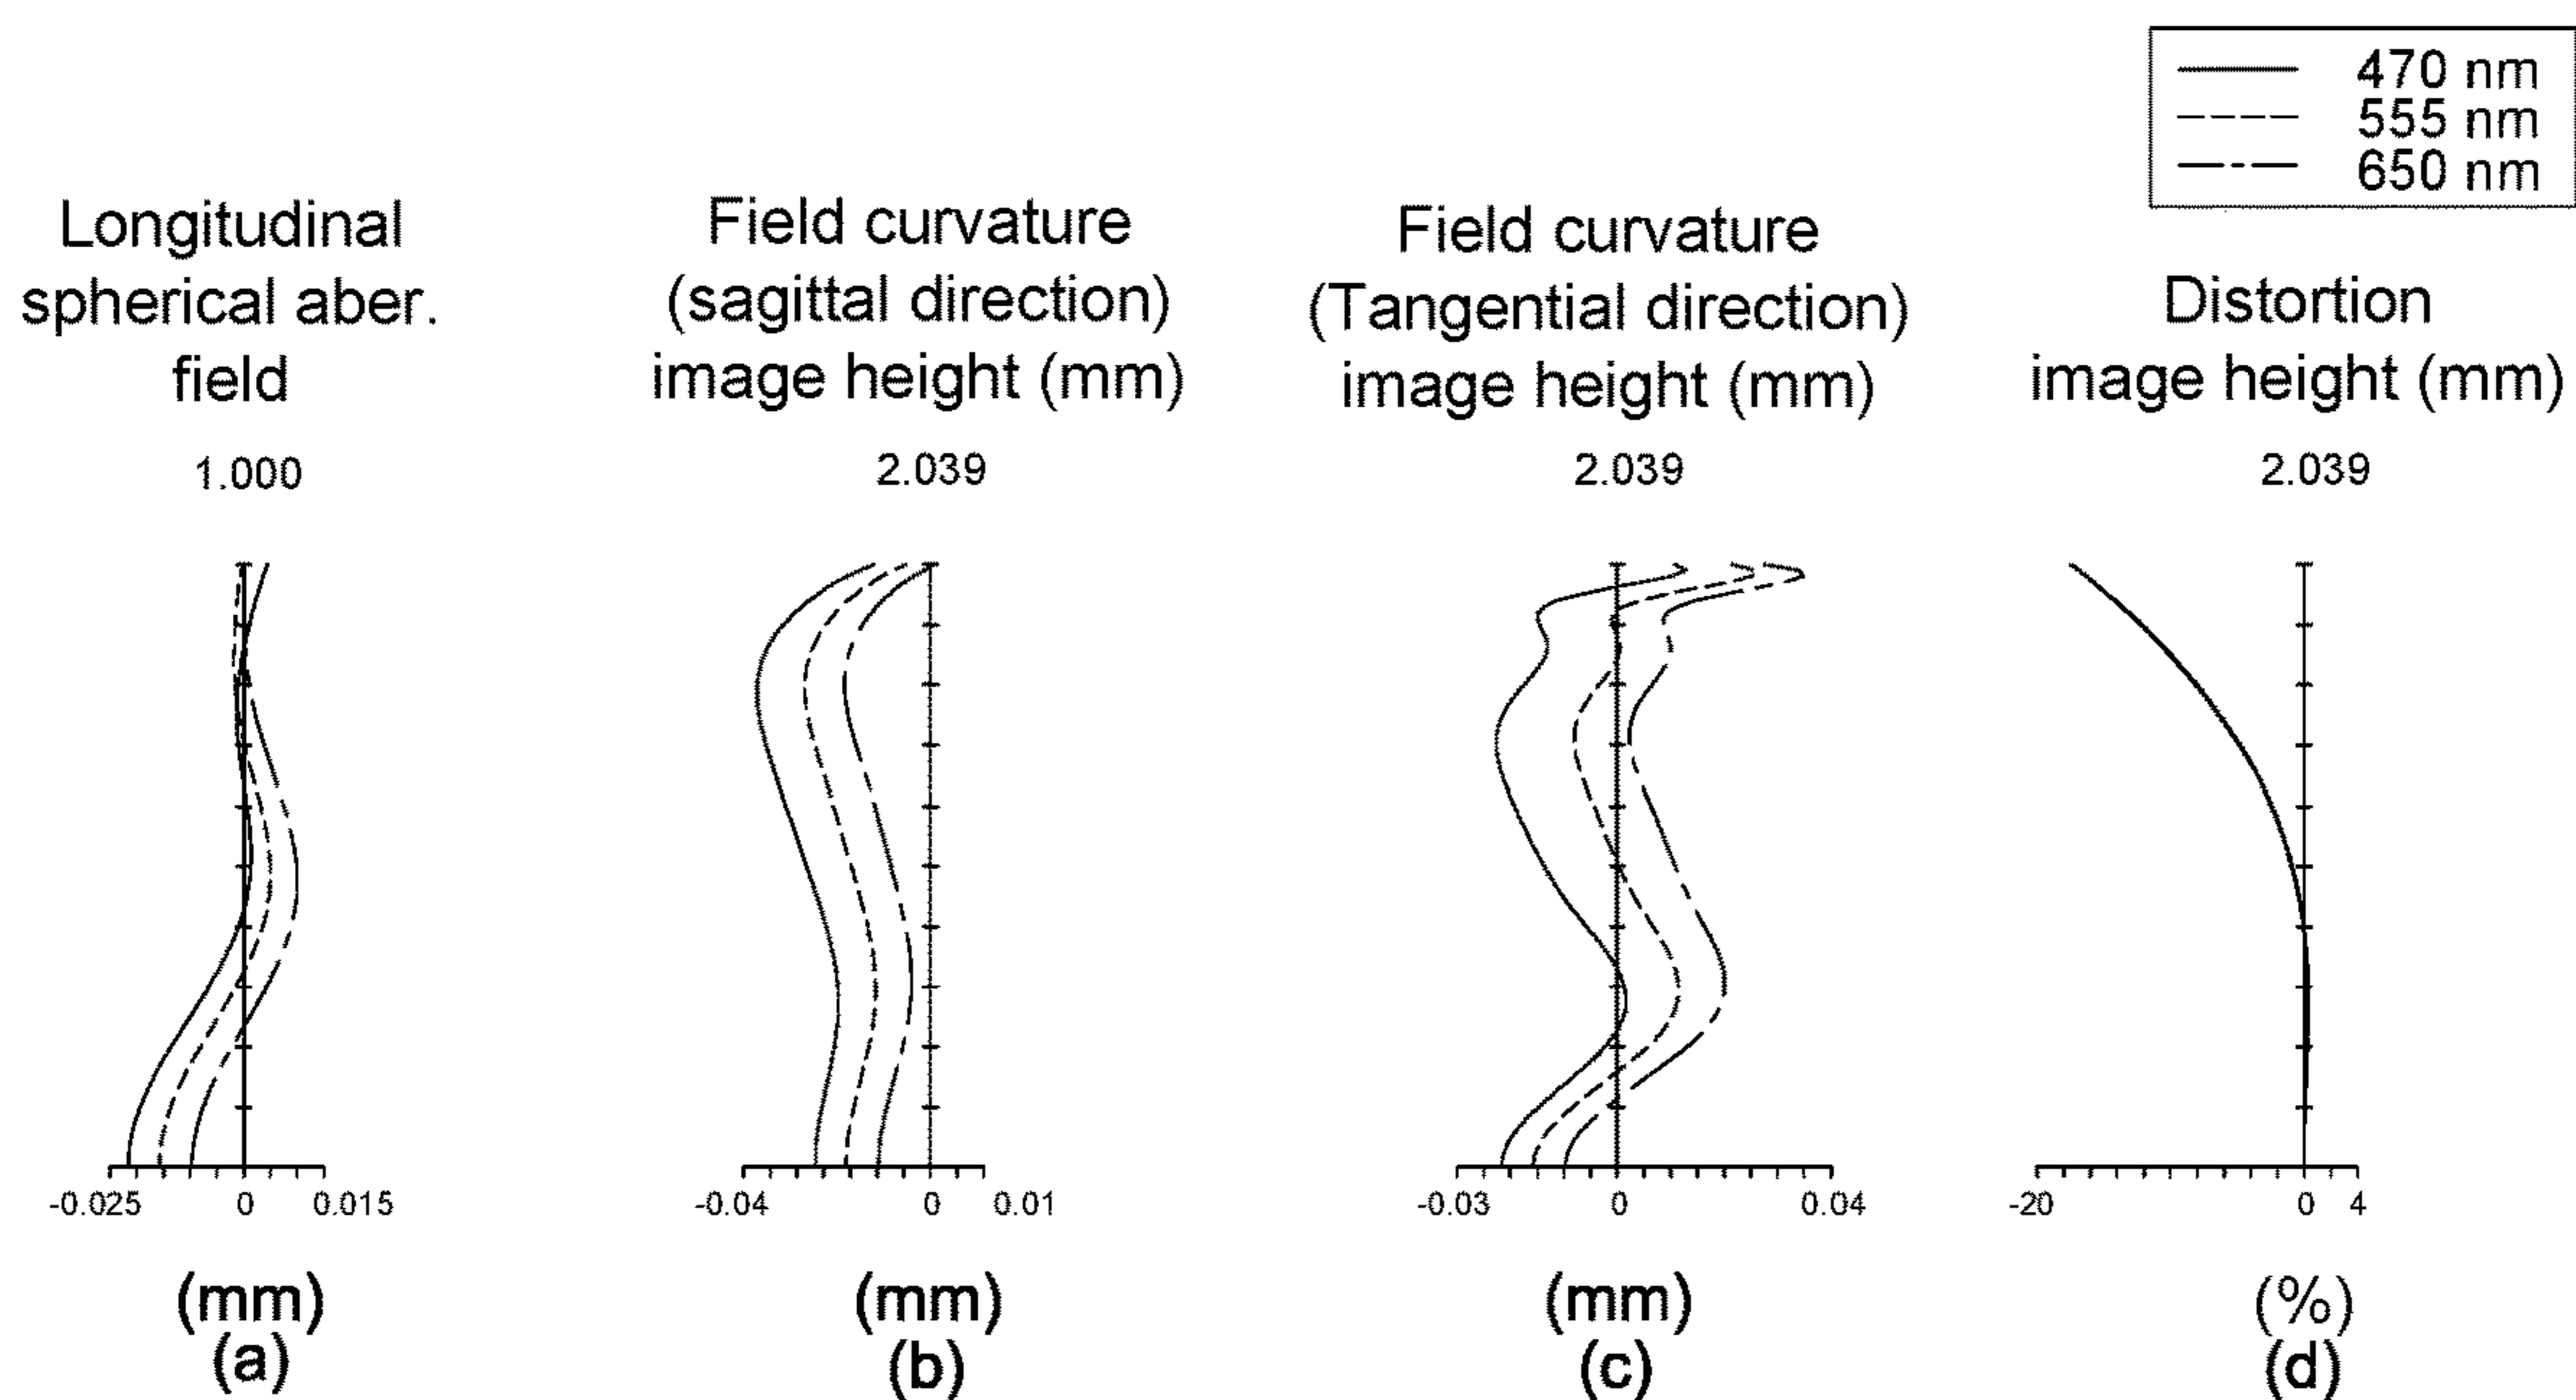 470 nm
555 nm
650 nm
Longitudinal
spherical aber.
field
1.000
-0.025 0 0.015
(mm)
(a)
Field curvature
(sagittal direction)
image height (mm)
2.039
-0.04 0 0.01
(mm)
(b)
Field curvature
(Tangential direction)
image height (mm)
2.039
-0.03 0 0.04
(mm)
(c)
Distortion
image height (mm)
2.039
-20 0 4
(%)
(d)